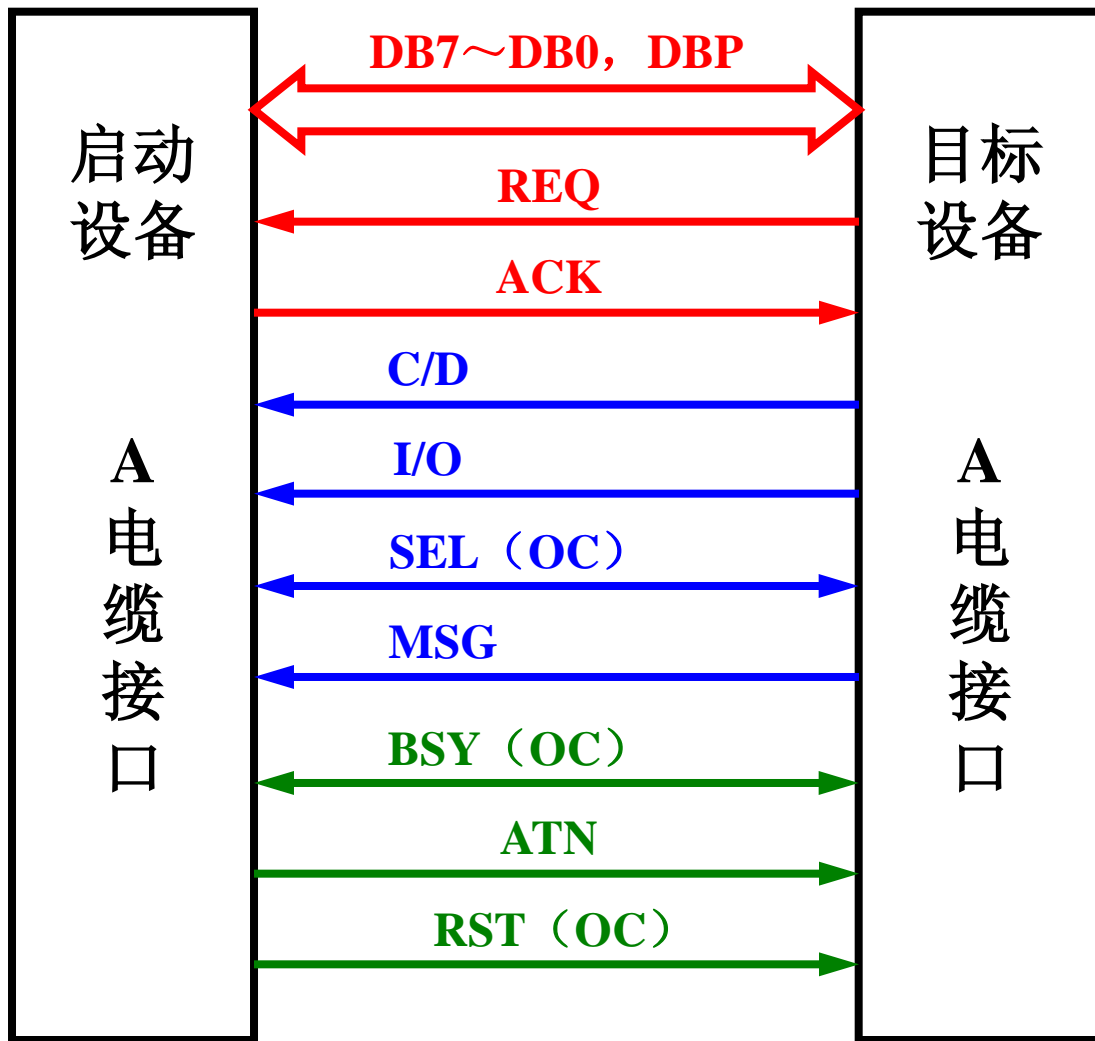 DB7～DB0，DBP
启动
设备
目标
设备
REQ
ACK
C/D
I/O
SEL（OC）
MSG
BSY（OC）
ATN
RST（OC）
A
电
缆
接
口
A
电
缆
接
口